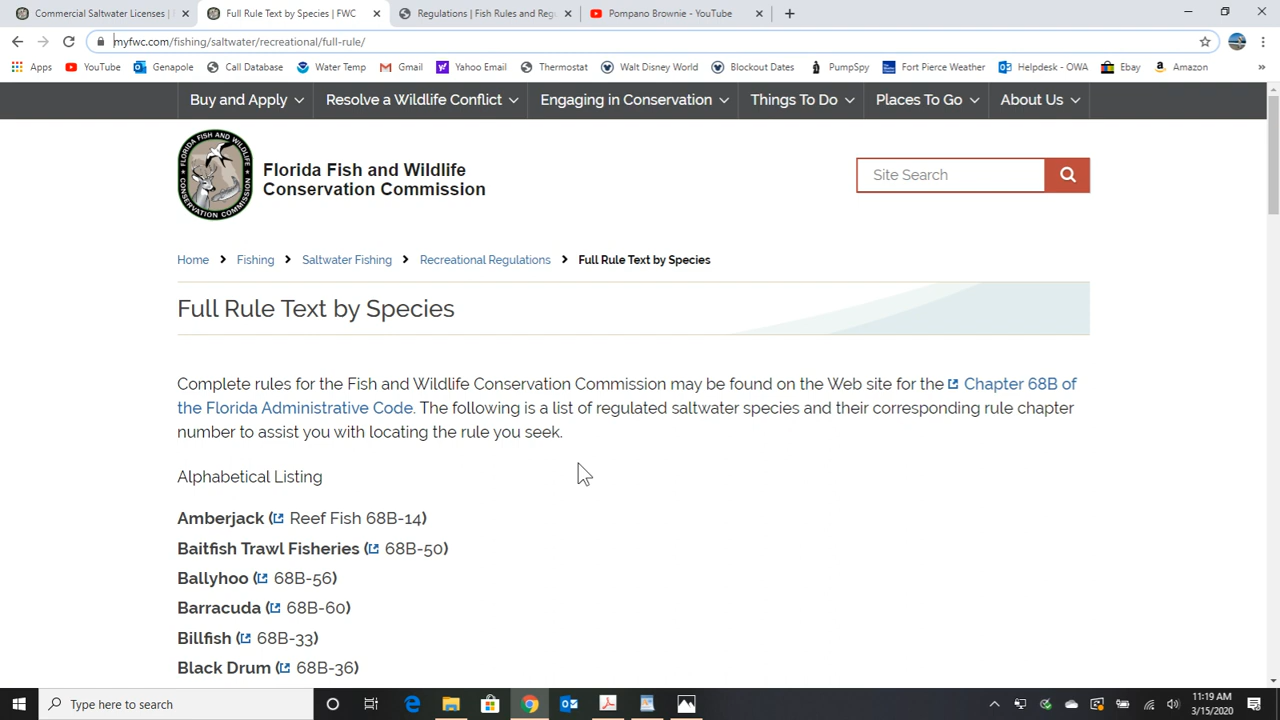 Commercial Saltwater Licenses |
Full Rule Text by Species | FWC
Regulations | Fish Rules and Reg
Pompano Brownie - YouTube
myfwc.com/fishing/saltwater/recreational/full-rule/
Apps YouTube Genapole Call Database Water Temp Gmail Yahoo Email Thermostat Walt Disney World Blockout Dates PumpSpy Fort Pierce Weather Helpdesk - OWA Ebay Amazon »
Buy and Apply Resolve a Wildlife Conflict Engaging in Conservation Things To Do Places To Go About Us
FLORIDA FISH AND WILDLIFE CONSERVATION COMMISSION
Florida Fish and Wildlife
Conservation Commission
Site Search
Home Fishing Saltwater Fishing Recreational Regulations Full Rule Text by Species
Full Rule Text by Species
Complete rules for the Fish and Wildlife Conservation Commission may be found on the Web site for the Chapter 68B of
the Florida Administrative Code. The following is a list of regulated saltwater species and their corresponding rule chapter
number to assist you with locating the rule you seek.
Alphabetical Listing
Amberjack ( Reef Fish 68B-14)
Baitfish Trawl Fisheries ( 68B-50)
Ballyhoo ( 68B-56)
Barracuda ( 68B-60)
Billfish ( 68B-33)
Black Drum ( 68B-36)
Type here to search
11:19 AM
3/15/2020